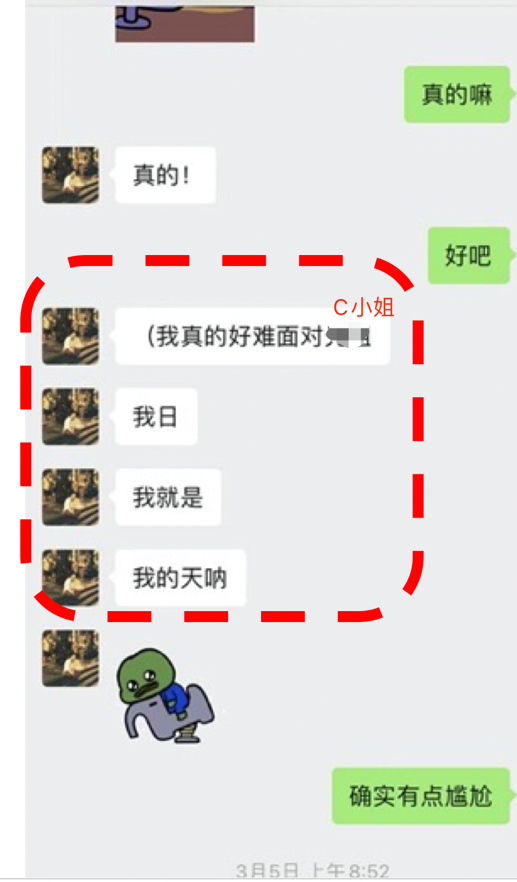 真的嘛
真的！
好吧
C小姐
（我真的好难面对
我日
我就是
我的天呐
确实有点尴尬
3月5日 上午8:52